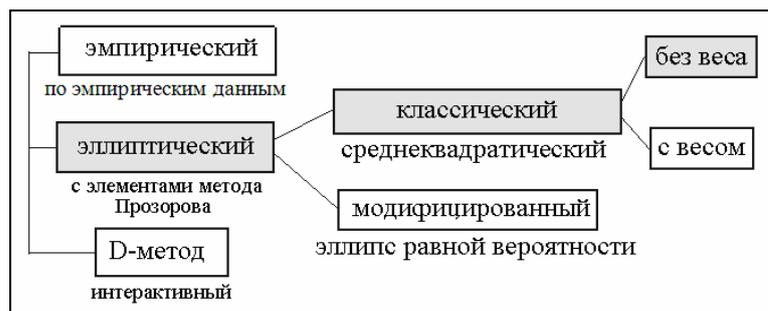 эмпирический
по эмпирическим данным
эллиптический
с элементами метода
Прозорова
D-метод
интерактивный
классический
среднеквадратический
модифицированный
эллипс равной вероятности
без веса
с весом